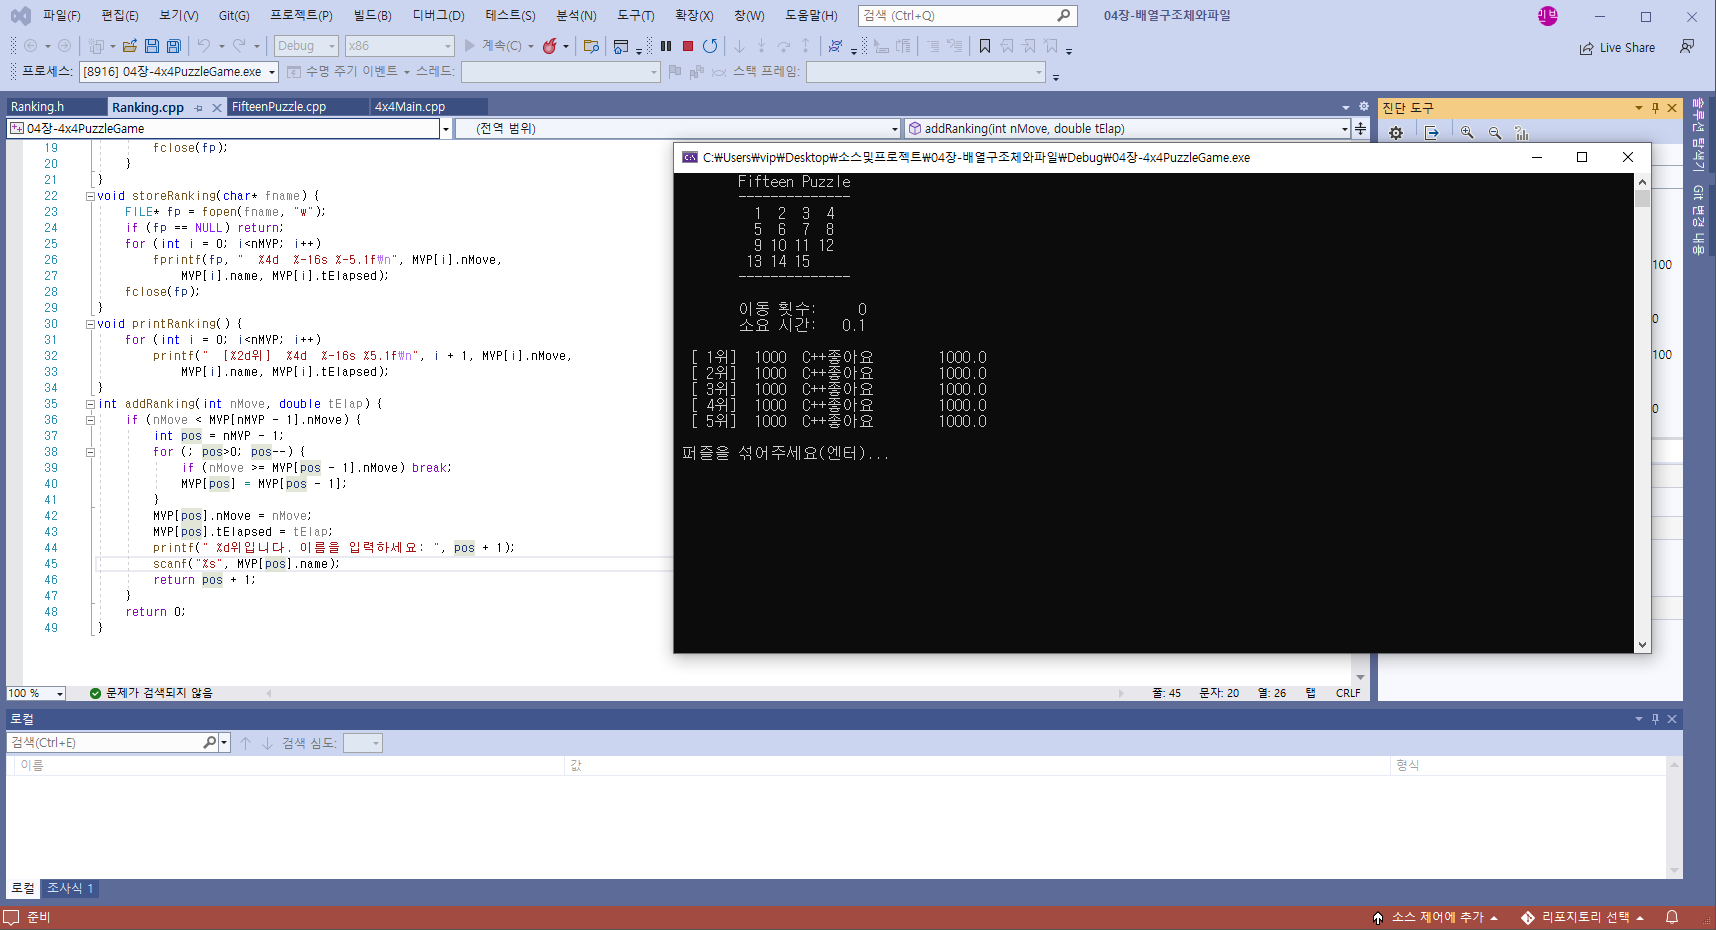 파일(F) 편집(E) 보기(V) Git(G) 프로젝트(P) 빌드(B) 디버그(D) 테스트(S) 분석(N) 도구(T) 확장(X) 창(W) 도움말(H) 검색 (Ctrl+Q) 04장-배열구조체와파일 민박
Debug x86 계속(C) Live Share
프로세스: [8916] 04장-4x4PuzzleGame.exe 수명 주기 이벤트 스레드: 스택 프레임:
Ranking.h Ranking.cpp FifteenPuzzle.cpp 4x4Main.cpp
04장-4x4PuzzleGame (전역 범위) addRanking(int nMove, double tElap)
19 fclose(fp);
20 }
21 }
22 void storeRanking(char* fname) {
23 FILE* fp = fopen(fname, "w");
24 if (fp == NULL) return;
25 for (int i = 0; i<nMVP; i++)
26 fprintf(fp, "  %4d  %-16s %-5.1f\n", MVP[i].nMove,
27 MVP[i].name, MVP[i].tElapsed);
28 fclose(fp);
29 }
30 void printRanking() {
31 for (int i = 0; i<nMVP; i++)
32 printf("  [%2d위]  %4d  %-16s %5.1f\n", i + 1, MVP[i].nMove,
33 MVP[i].name, MVP[i].tElapsed);
34 }
35 int addRanking(int nMove, double tElap) {
36 if (nMove < MVP[nMVP - 1].nMove) {
37 int pos = nMVP - 1;
38 for (; pos>0; pos--) {
39 if (nMove >= MVP[pos - 1].nMove) break;
40 MVP[pos] = MVP[pos - 1];
41 }
42 MVP[pos].nMove = nMove;
43 MVP[pos].tElapsed = tElap;
44 printf(" %d위입니다. 이름을 입력하세요: ", pos + 1);
45 scanf("%s", MVP[pos].name);
46 return pos + 1;
47 }
48 return 0;
49 }
100 % 문제가 검색되지 않음 줄: 45 문자: 20 열: 26 탭 CRLF
C:\Users\vip\Desktop\소스및프로젝트\04장-배열구조체와파일\Debug\04장-4x4PuzzleGame.exe
Fifteen Puzzle
--------------
1 2 3 4
5 6 7 8
9 10 11 12
13 14 15
--------------
이동 횟수: 0
소요 시간: 0.1
[ 1위] 1000 C++좋아요 1000.0
[ 2위] 1000 C++좋아요 1000.0
[ 3위] 1000 C++좋아요 1000.0
[ 4위] 1000 C++좋아요 1000.0
[ 5위] 1000 C++좋아요 1000.0
퍼즐을 섞어주세요(엔터)...
진단 도구
100
0
100
0
솔루션 탐색기
Git 변경 내용
로컬
검색(Ctrl+E) 검색 심도:
이름 값 형식
로컬 조사식 1
준비 소스 제어에 추가 리포지토리 선택